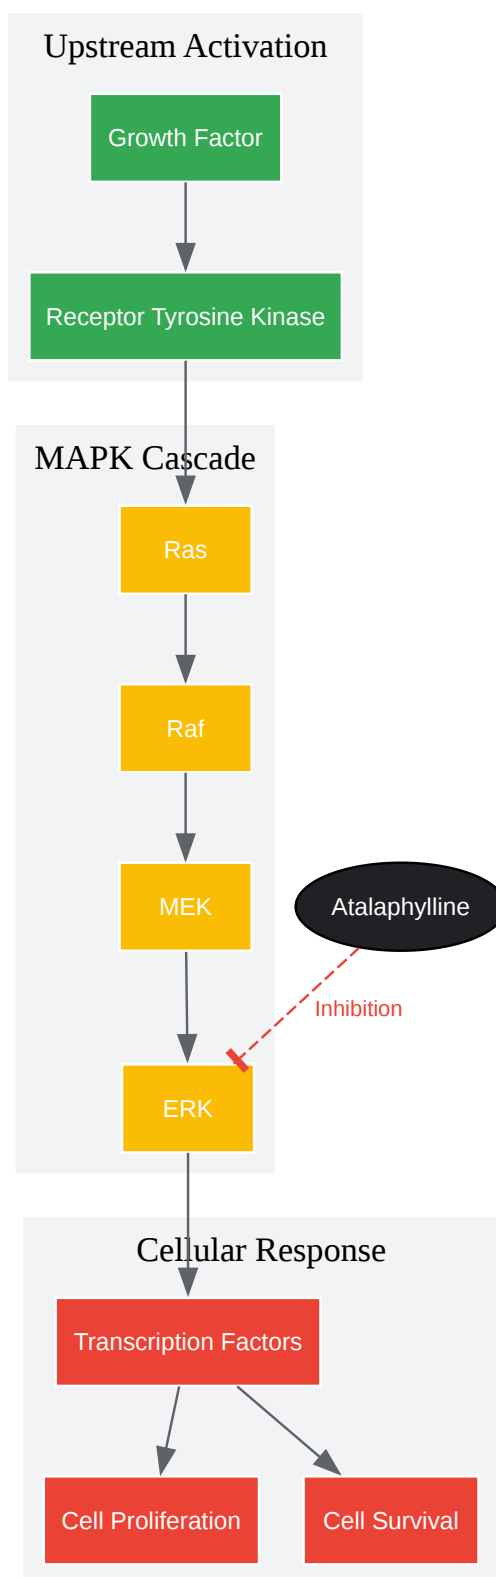 Upstream Activation
Growth Factor
Receptor Tyrosine Kinase
MAPK Cascade
Ras
Raf
MEK
Atalaphylline
Inhibition
ERK
Cellular Response
Transcription Factors
Cell Proliferation
Cell Survival